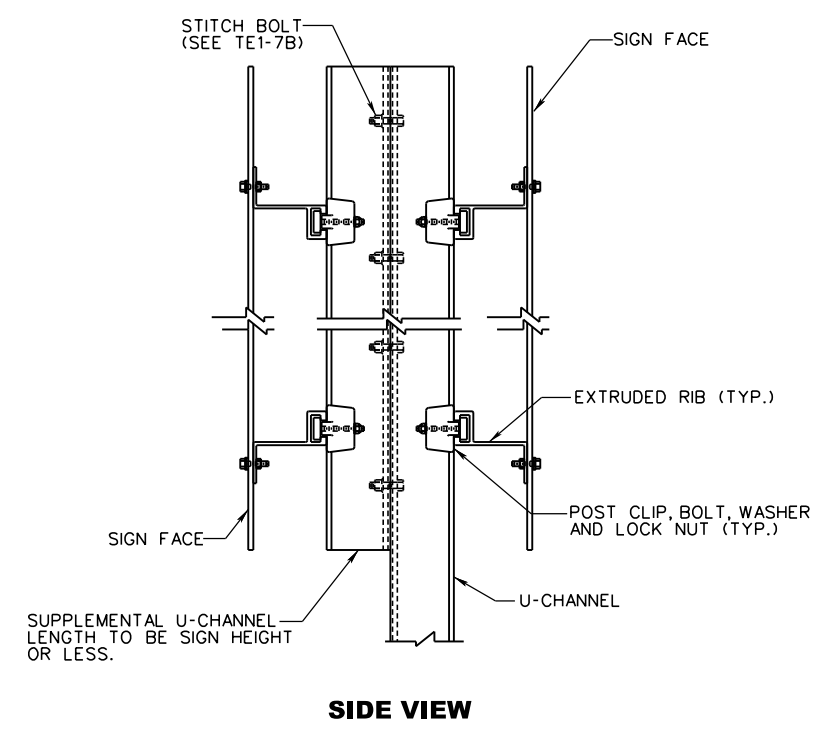 STITCH BOLT
(SEE TE1-7B)
SIGN FACE
EXTRUDED RIB (TYP.)
POST CLIP, BOLT, WASHER
AND LOCK NUT (TYP.)
SIGN FACE
U-CHANNEL
SUPPLEMENTAL U-CHANNEL
LENGTH TO BE SIGN HEIGHT
OR LESS.
SIDE VIEW